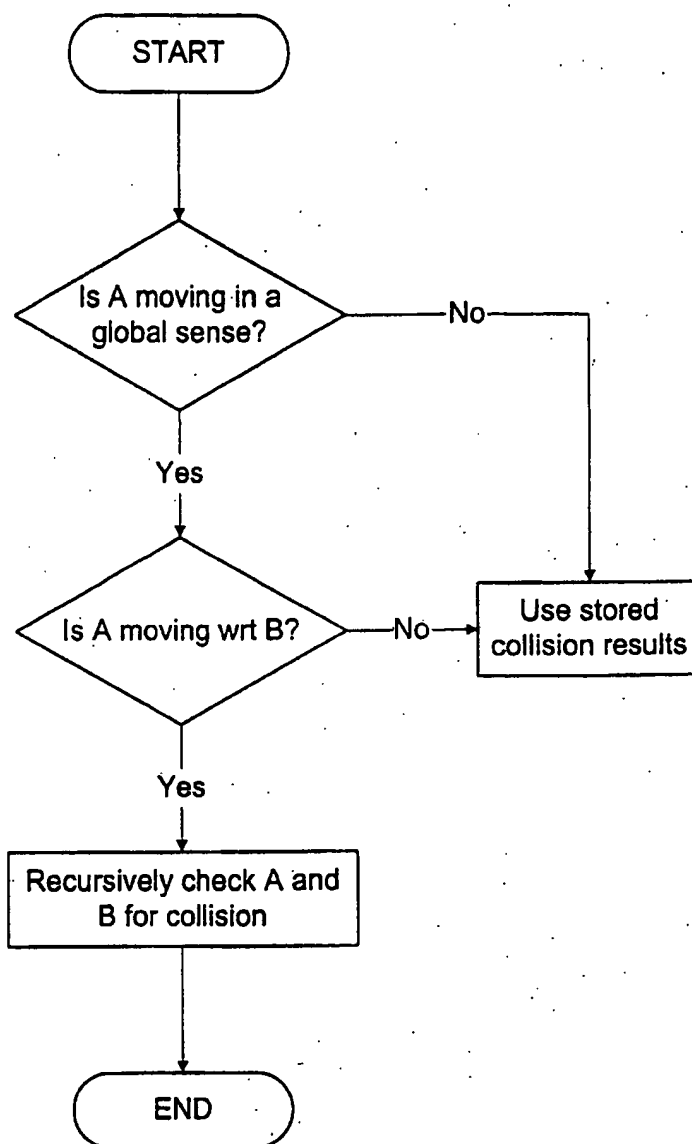 START
Is A moving in a
global sense?
No
Yes
Is A moving wrt B?
No
Use stored
collision results
Yes
Recursively check A and
B for collision
END